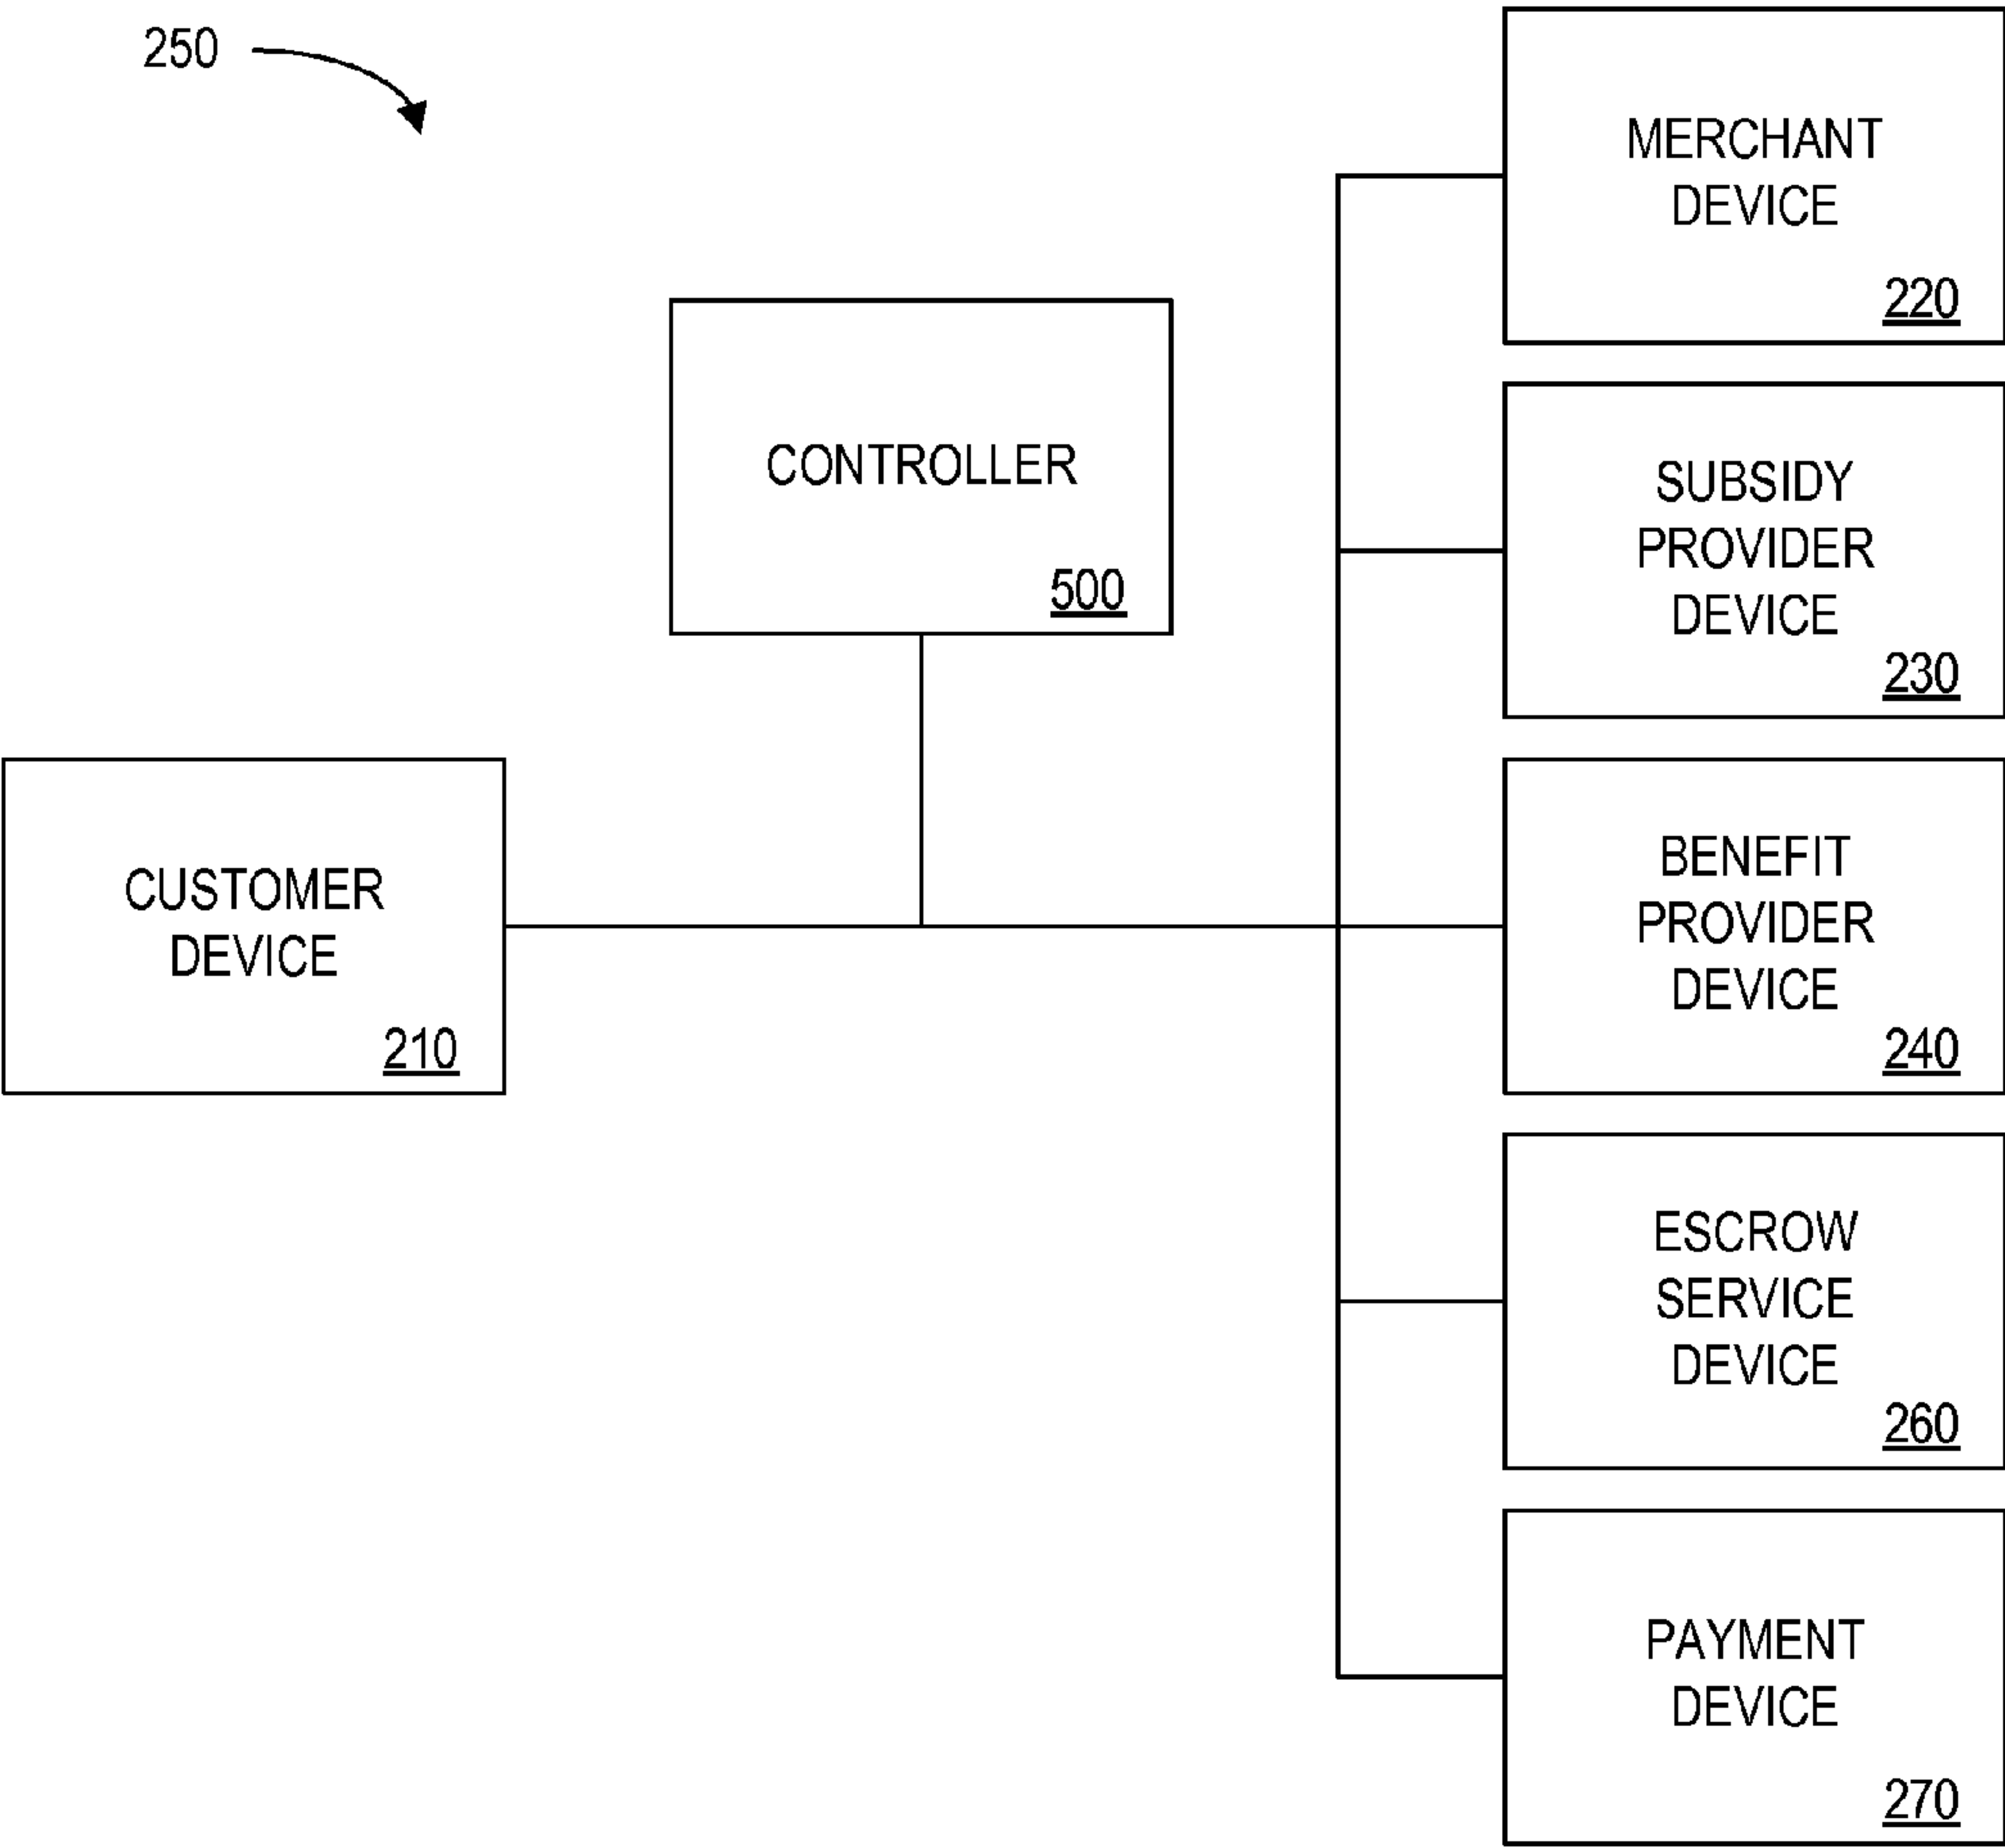 250
MERCHANT
DEVICE
220
CONTROLLER
500
SUBSIDY
PROVIDER
DEVICE
230
CUSTOMER
DEVICE
210
BENEFIT
PROVIDER
DEVICE
240
ESCROW
SERVICE
DEVICE
260
PAYMENT
DEVICE
270